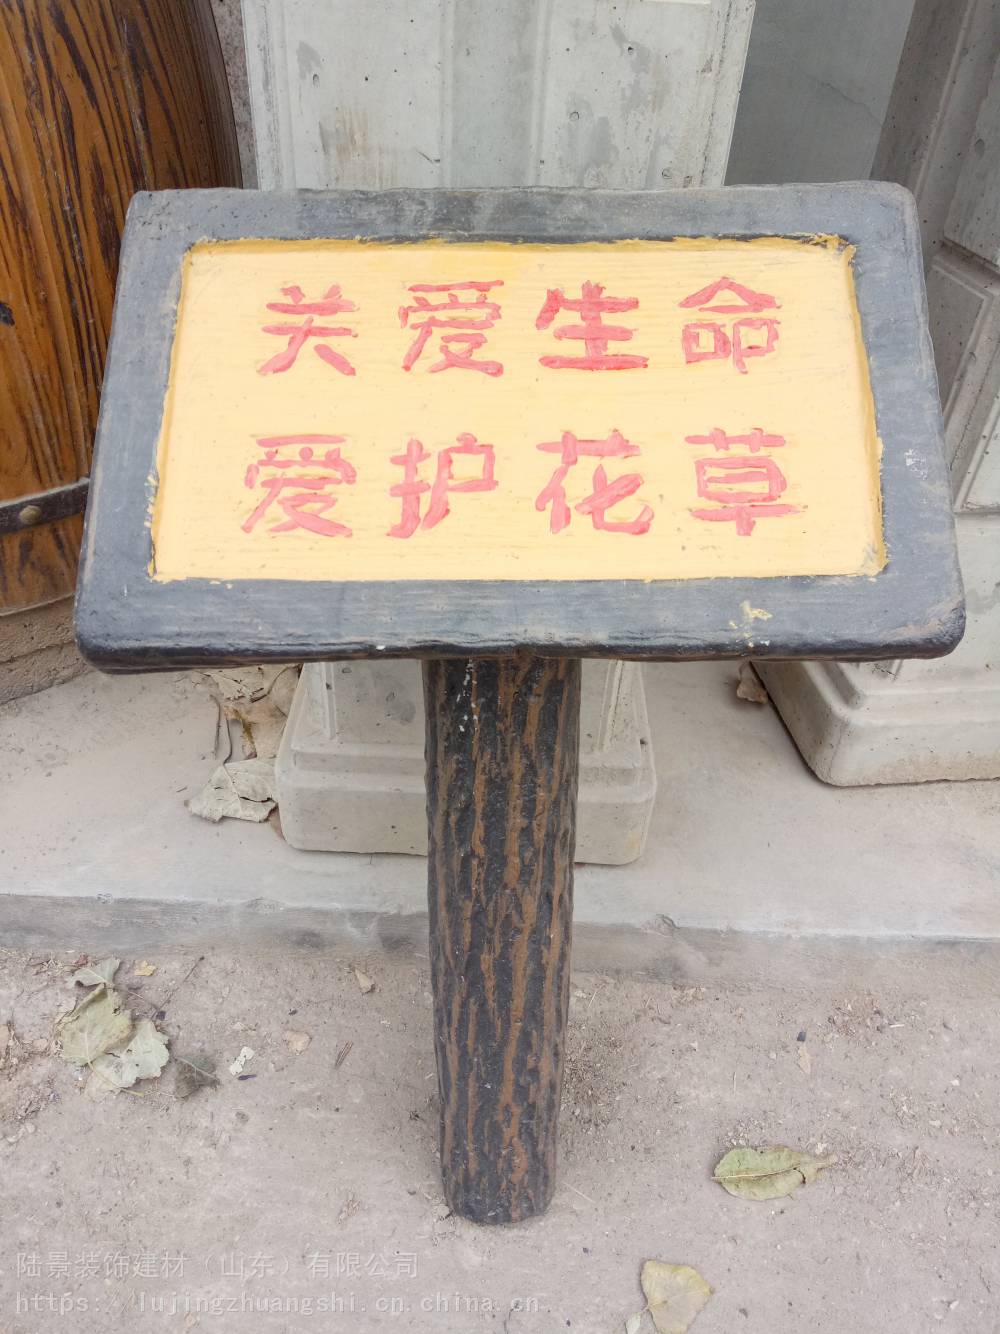 关爱生命
爱护花草
陆景装饰建材（山东）有限公司
https://lujingzhuangshi.cn.china.cn